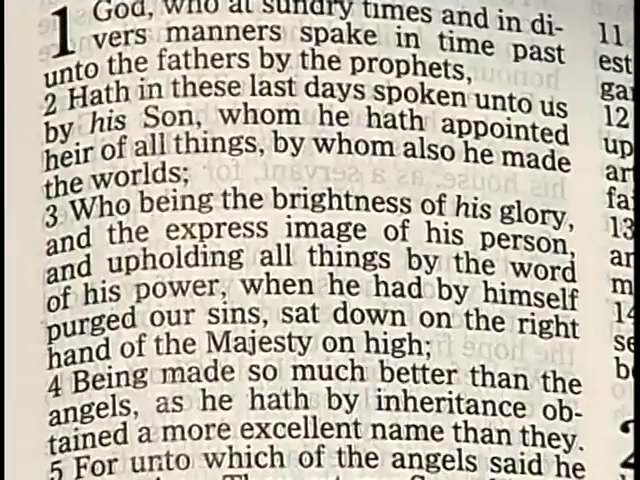 1 God, who at sundry times and in di-
vers manners spake in time past
unto the fathers by the prophets,
2 Hath in these last days spoken unto us
by his Son, whom he hath appointed
heir of all things, by whom also he made
the worlds;
3 Who being the brightness of his glory,
and the express image of his person,
and upholding all things by the word
of his power, when he had by himself
purged our sins, sat down on the right
hand of the Majesty on high;
4 Being made so much better than the
angels, as he hath by inheritance ob-
tained a more excellent name than they.
5 For unto which of the angels said he
11
est
12
up
13
14